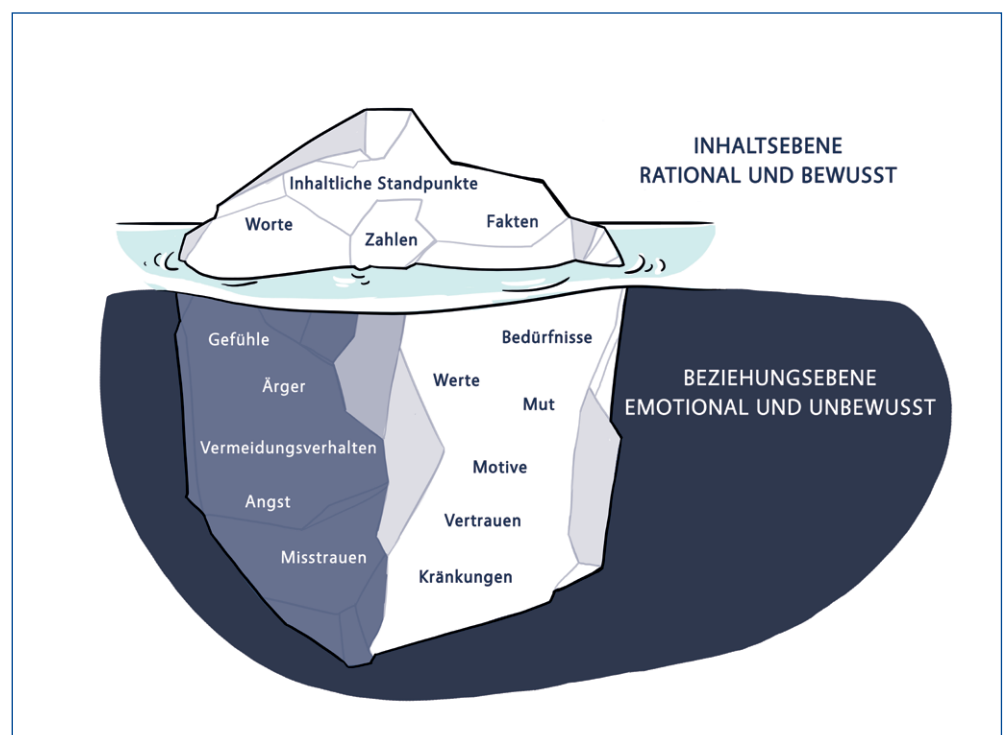 INHALTSEBENE
RATIONAL UND BEWUSST
Inhaltliche Standpunkte
Worte
Zahlen
Fakten
BEZIEHUNGSEBENE
EMOTIONAL UND UNBEWUSST
Gefühle
Ärger
Vermeidungsverhalten
Angst
Misstrauen
Bedürfnisse
Werte
Mut
Motive
Vertrauen
Kränkungen